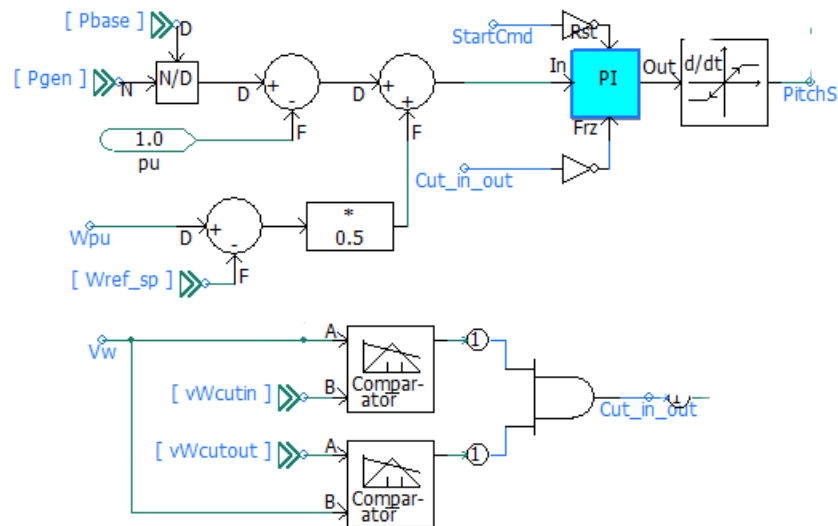 [ Pbase ]
D
StartCmd
Rst
[ Pgen ]
N
N/D
D
+
-
F
D
+
+
F
In
PI
Out
Frz
d/dt
PitchS
1.0
pu
Cut_in_out
Wpu
D
+
-
F
*
0.5
[ Wref_sp ]
Vw
A
B
Compar-
ator
1
[ vWcutin ]
[ vWcutout ]
A
B
Compar-
ator
1
Cut_in_out